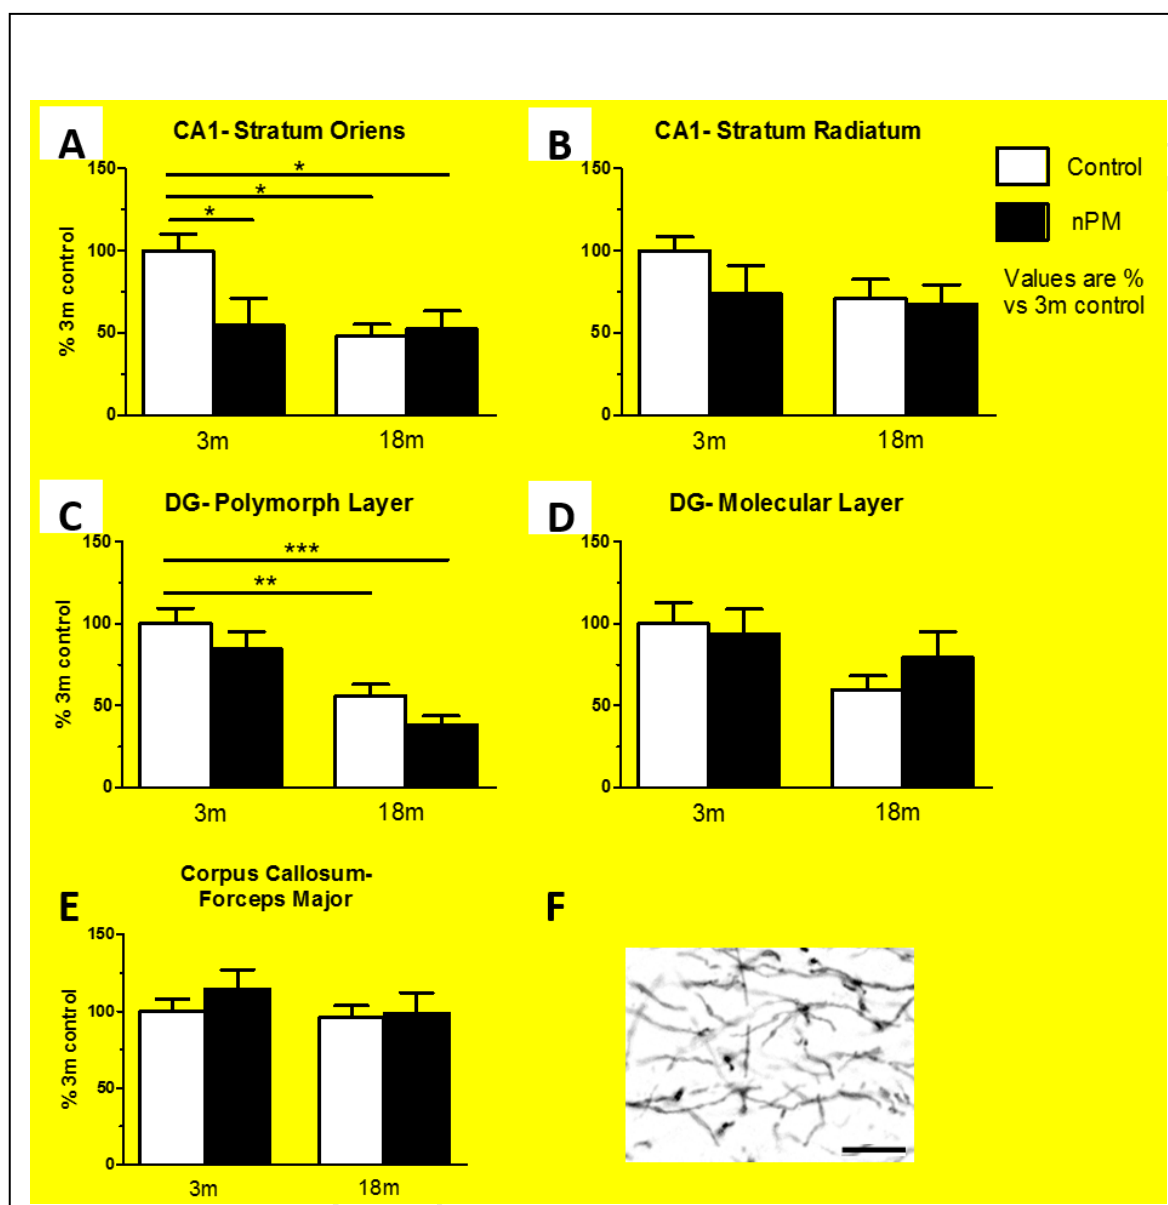 A
CA1- Stratum Oriens
150
100
50
0
% 3m control
*
*
*
3m
18m
B
CA1- Stratum Radiatum
150
100
50
0
3m
18m
Control
nPM
Values are %
vs 3m control
C
DG- Polymorph Layer
150
100
50
0
% 3m control
***
**
3m
18m
D
DG- Molecular Layer
150
100
50
0
3m
18m
E
Corpus Callosum-
Forceps Major
150
100
50
0
% 3m control
3m
18m
F